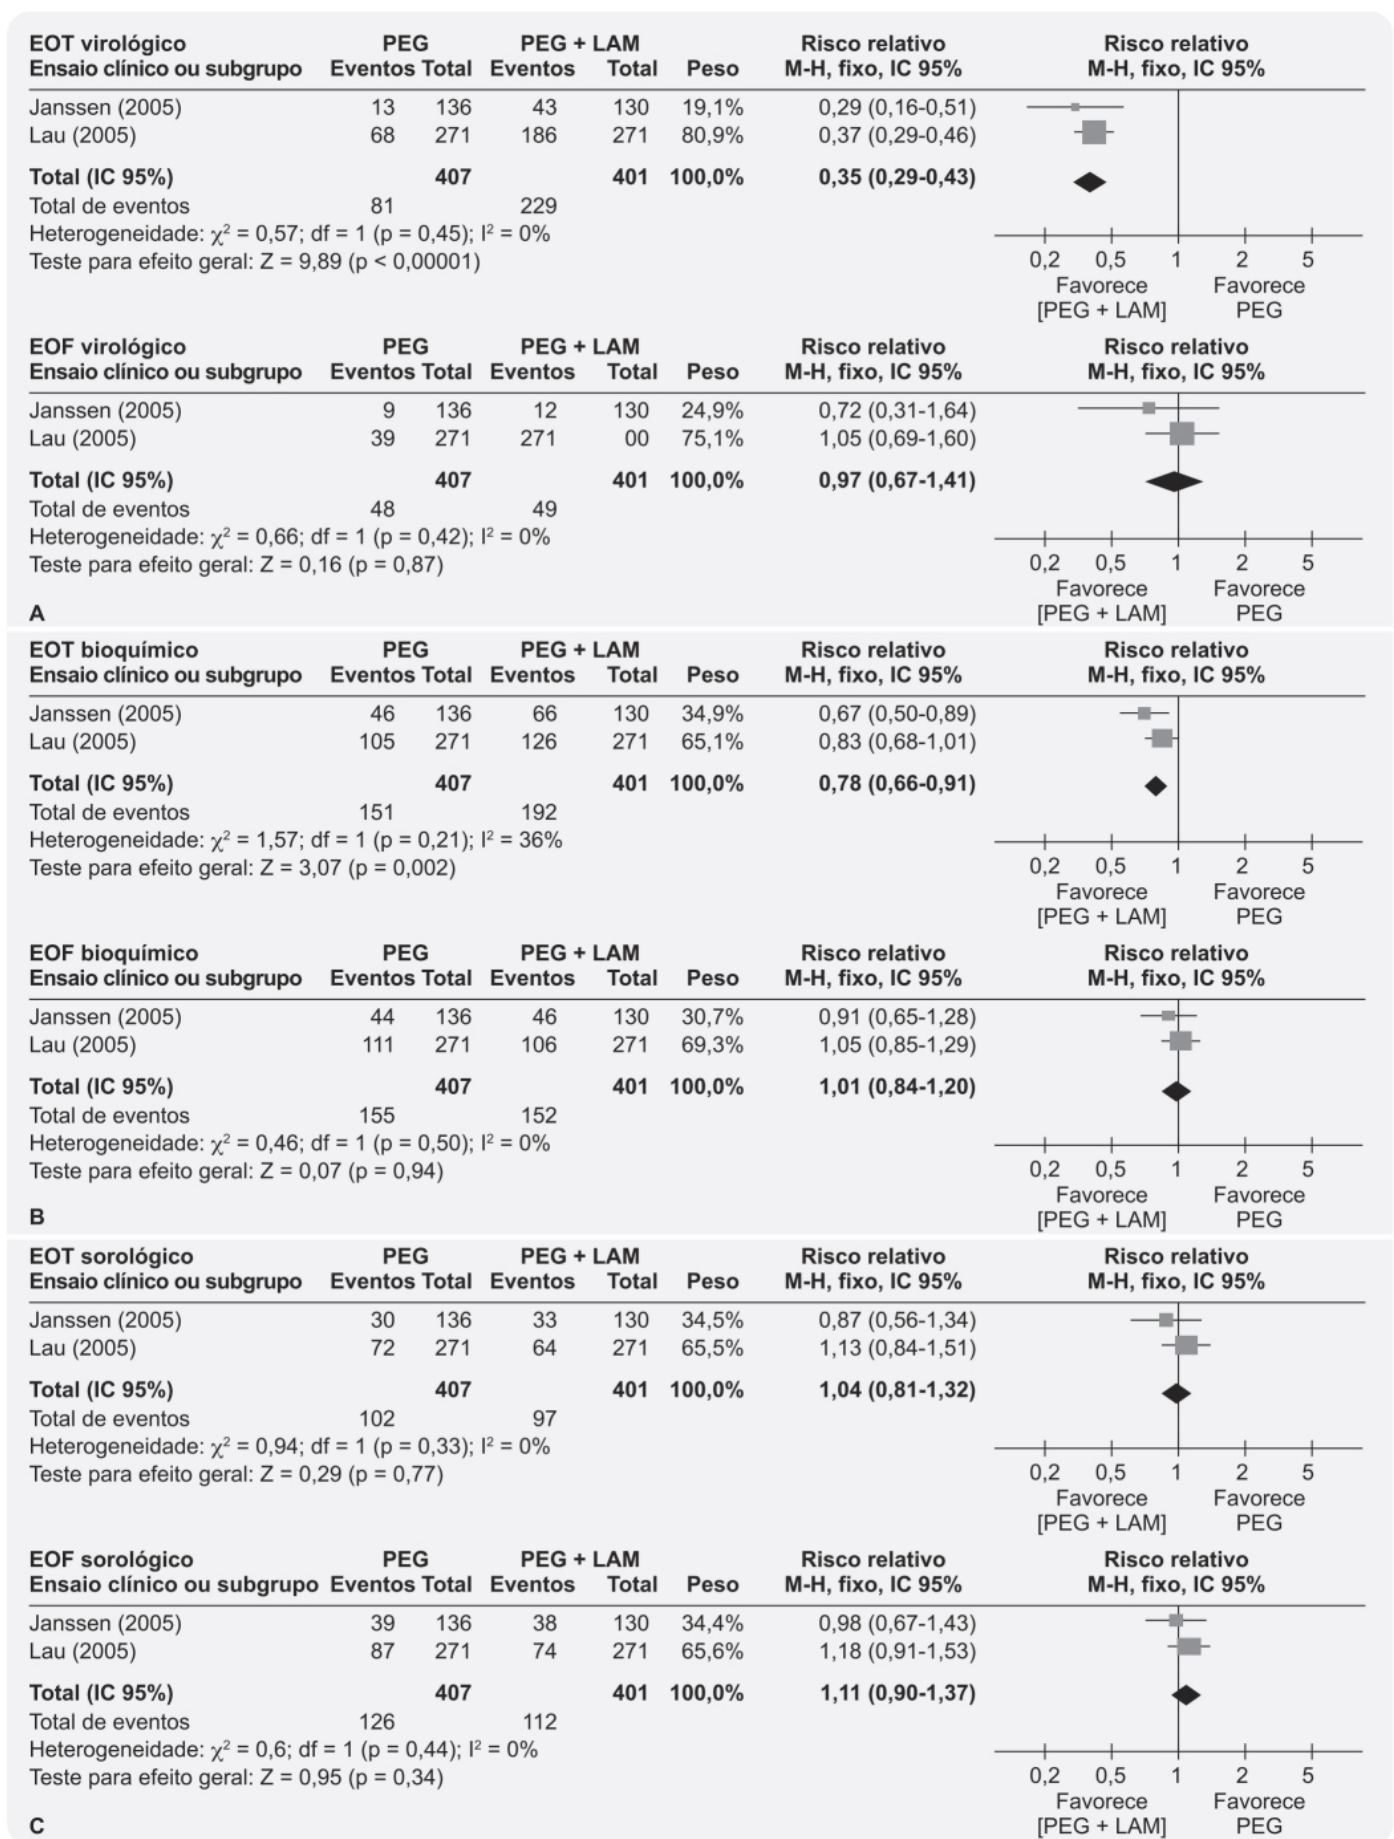 EOT virológico PEG PEG + LAM Risco relativo Risco relativo
Ensaio clínico ou subgrupo Eventos Total Eventos Total Peso M-H, fixo, IC 95% M-H, fixo, IC 95%
Janssen (2005) 13 136 43 130 19,1% 0,29 (0,16-0,51)
Lau (2005) 68 271 186 271 80,9% 0,37 (0,29-0,46)
Total (IC 95%) 407 401 100,0% 0,35 (0,29-0,43)
Total de eventos 81 229
Heterogeneidade: χ² = 0,57; df = 1 (p = 0,45); I² = 0%
Teste para efeito geral: Z = 9,89 (p < 0,00001)
0,2 0,5 1 2 5
Favorece Favorece
[PEG + LAM] PEG
EOF virológico PEG PEG + LAM Risco relativo Risco relativo
Ensaio clínico ou subgrupo Eventos Total Eventos Total Peso M-H, fixo, IC 95% M-H, fixo, IC 95%
Janssen (2005) 9 136 12 130 24,9% 0,72 (0,31-1,64)
Lau (2005) 39 271 271 00 75,1% 1,05 (0,69-1,60)
Total (IC 95%) 407 401 100,0% 0,97 (0,67-1,41)
Total de eventos 48 49
Heterogeneidade: χ² = 0,66; df = 1 (p = 0,42); I² = 0%
Teste para efeito geral: Z = 0,16 (p = 0,87)
0,2 0,5 1 2 5
Favorece Favorece
[PEG + LAM] PEG
A
EOT bioquímico PEG PEG + LAM Risco relativo Risco relativo
Ensaio clínico ou subgrupo Eventos Total Eventos Total Peso M-H, fixo, IC 95% M-H, fixo, IC 95%
Janssen (2005) 46 136 66 130 34,9% 0,67 (0,50-0,89)
Lau (2005) 105 271 126 271 65,1% 0,83 (0,68-1,01)
Total (IC 95%) 407 401 100,0% 0,78 (0,66-0,91)
Total de eventos 151 192
Heterogeneidade: χ² = 1,57; df = 1 (p = 0,21); I² = 36%
Teste para efeito geral: Z = 3,07 (p = 0,002)
0,2 0,5 1 2 5
Favorece Favorece
[PEG + LAM] PEG
EOF bioquímico PEG PEG + LAM Risco relativo Risco relativo
Ensaio clínico ou subgrupo Eventos Total Eventos Total Peso M-H, fixo, IC 95% M-H, fixo, IC 95%
Janssen (2005) 44 136 46 130 30,7% 0,91 (0,65-1,28)
Lau (2005) 111 271 106 271 69,3% 1,05 (0,85-1,29)
Total (IC 95%) 407 401 100,0% 1,01 (0,84-1,20)
Total de eventos 155 152
Heterogeneidade: χ² = 0,46; df = 1 (p = 0,50); I² = 0%
Teste para efeito geral: Z = 0,07 (p = 0,94)
0,2 0,5 1 2 5
Favorece Favorece
[PEG + LAM] PEG
B
EOT sorológico PEG PEG + LAM Risco relativo Risco relativo
Ensaio clínico ou subgrupo Eventos Total Eventos Total Peso M-H, fixo, IC 95% M-H, fixo, IC 95%
Janssen (2005) 30 136 33 130 34,5% 0,87 (0,56-1,34)
Lau (2005) 72 271 64 271 65,5% 1,13 (0,84-1,51)
Total (IC 95%) 407 401 100,0% 1,04 (0,81-1,32)
Total de eventos 102 97
Heterogeneidade: χ² = 0,94; df = 1 (p = 0,33); I² = 0%
Teste para efeito geral: Z = 0,29 (p = 0,77)
0,2 0,5 1 2 5
Favorece Favorece
[PEG + LAM] PEG
EOF sorológico PEG PEG + LAM Risco relativo Risco relativo
Ensaio clínico ou subgrupo Eventos Total Eventos Total Peso M-H, fixo, IC 95% M-H, fixo, IC 95%
Janssen (2005) 39 136 38 130 34,4% 0,98 (0,67-1,43)
Lau (2005) 87 271 74 271 65,6% 1,18 (0,91-1,53)
Total (IC 95%) 407 401 100,0% 1,11 (0,90-1,37)
Total de eventos 126 112
Heterogeneidade: χ² = 0,6; df = 1 (p = 0,44); I² = 0%
Teste para efeito geral: Z = 0,95 (p = 0,34)
0,2 0,5 1 2 5
Favorece Favorece
[PEG + LAM] PEG
C